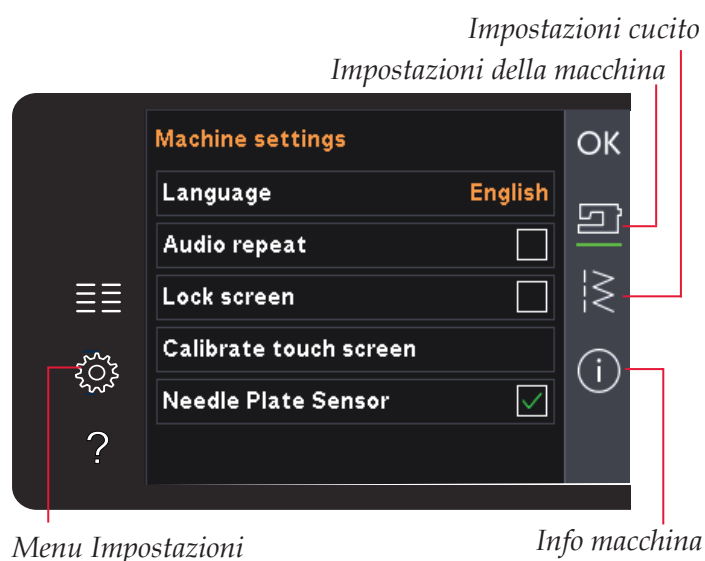 Impostazioni cucito
Impostazioni della macchina
Machine settings
OK
Language English
Audio repeat
Lock screen
Calibrate touch screen
Needle Plate Sensor
?
i
Menu Impostazioni
Info macchina